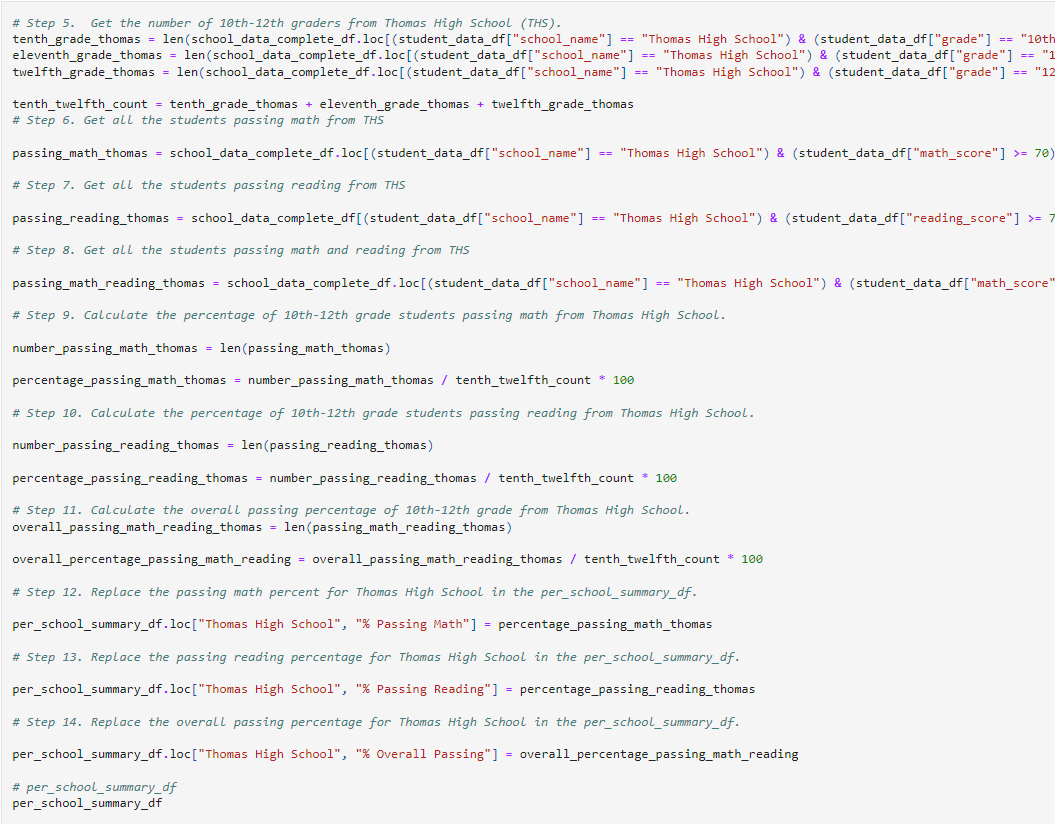 # Step 5.  Get the number of 10th-12th graders from Thomas High School (THS).
tenth_grade_thomas = len(school_data_complete_df.loc[(student_data_df["school_name"] == "Thomas High School") & (student_data_df["grade"] == "10th
eleventh_grade_thomas = len(school_data_complete_df.loc[(student_data_df["school_name"] == "Thomas High School") & (student_data_df["grade"] == "1
twelfth_grade_thomas = len(school_data_complete_df.loc[(student_data_df["school_name"] == "Thomas High School") & (student_data_df["grade"] == "12
tenth_twelfth_count = tenth_grade_thomas + eleventh_grade_thomas + twelfth_grade_thomas
# Step 6. Get all the students passing math from THS
passing_math_thomas = school_data_complete_df.loc[(student_data_df["school_name"] == "Thomas High School") & (student_data_df["math_score"] >= 70)
# Step 7. Get all the students passing reading from THS
passing_reading_thomas = school_data_complete_df[(student_data_df["school_name"] == "Thomas High School") & (student_data_df["reading_score"] >= 7
# Step 8. Get all the students passing math and reading from THS
passing_math_reading_thomas = school_data_complete_df.loc[(student_data_df["school_name"] == "Thomas High School") & (student_data_df["math_score"
# Step 9. Calculate the percentage of 10th-12th grade students passing math from Thomas High School.
number_passing_math_thomas = len(passing_math_thomas)
percentage_passing_math_thomas = number_passing_math_thomas / tenth_twelfth_count * 100
# Step 10. Calculate the percentage of 10th-12th grade students passing reading from Thomas High School.
number_passing_reading_thomas = len(passing_reading_thomas)
percentage_passing_reading_thomas = number_passing_reading_thomas / tenth_twelfth_count * 100
# Step 11. Calculate the overall passing percentage of 10th-12th grade from Thomas High School.
overall_passing_math_reading_thomas = len(passing_math_reading_thomas)
overall_percentage_passing_math_reading = overall_passing_math_reading_thomas / tenth_twelfth_count * 100
# Step 12. Replace the passing math percent for Thomas High School in the per_school_summary_df.
per_school_summary_df.loc["Thomas High School", "% Passing Math"] = percentage_passing_math_thomas
# Step 13. Replace the passing reading percentage for Thomas High School in the per_school_summary_df.
per_school_summary_df.loc["Thomas High School", "% Passing Reading"] = percentage_passing_reading_thomas
# Step 14. Replace the overall passing percentage for Thomas High School in the per_school_summary_df.
per_school_summary_df.loc["Thomas High School", "% Overall Passing"] = overall_percentage_passing_math_reading
# per_school_summary_df
per_school_summary_df